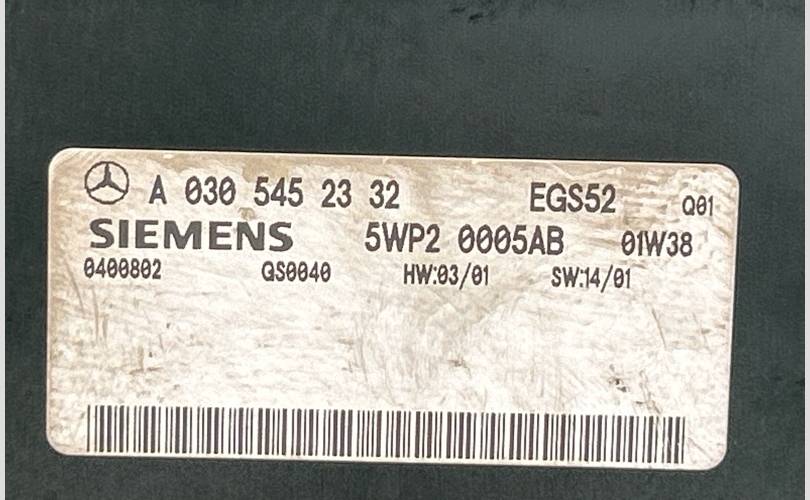 A 030 545 23 32 EGS52 Q01
SIEMENS 5WP2 0005AB 01W38
0400802 QS0040 HW:03/01 SW:14/01